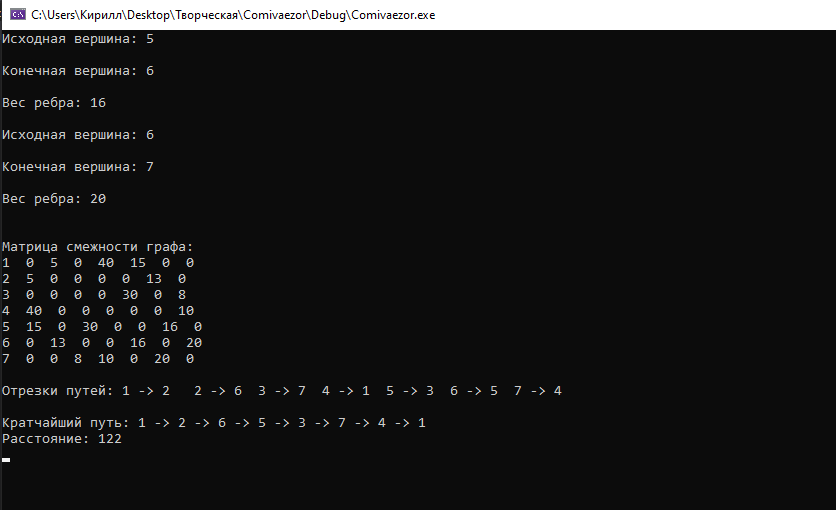 C:\Users\Кирилл\Desktop\Творческая\Comivaezor\Debug\Comivaezor.exe
Исходная вершина: 5
Конечная вершина: 6
Вес ребра: 16
Исходная вершина: 6
Конечная вершина: 7
Вес ребра: 20
Матрица смежности графа:
1 0 5 0 40 15 0 0
2 5 0 0 0 0 13 0
3 0 0 0 0 30 0 8
4 40 0 0 0 0 0 10
5 15 0 30 0 0 16 0
6 0 13 0 0 16 0 20
7 0 0 8 10 0 20 0
Отрезки путей: 1 -> 2 2 -> 6 3 -> 7 4 -> 1 5 -> 3 6 -> 5 7 -> 4
Кратчайший путь: 1 -> 2 -> 6 -> 5 -> 3 -> 7 -> 4 -> 1
Расстояние: 122